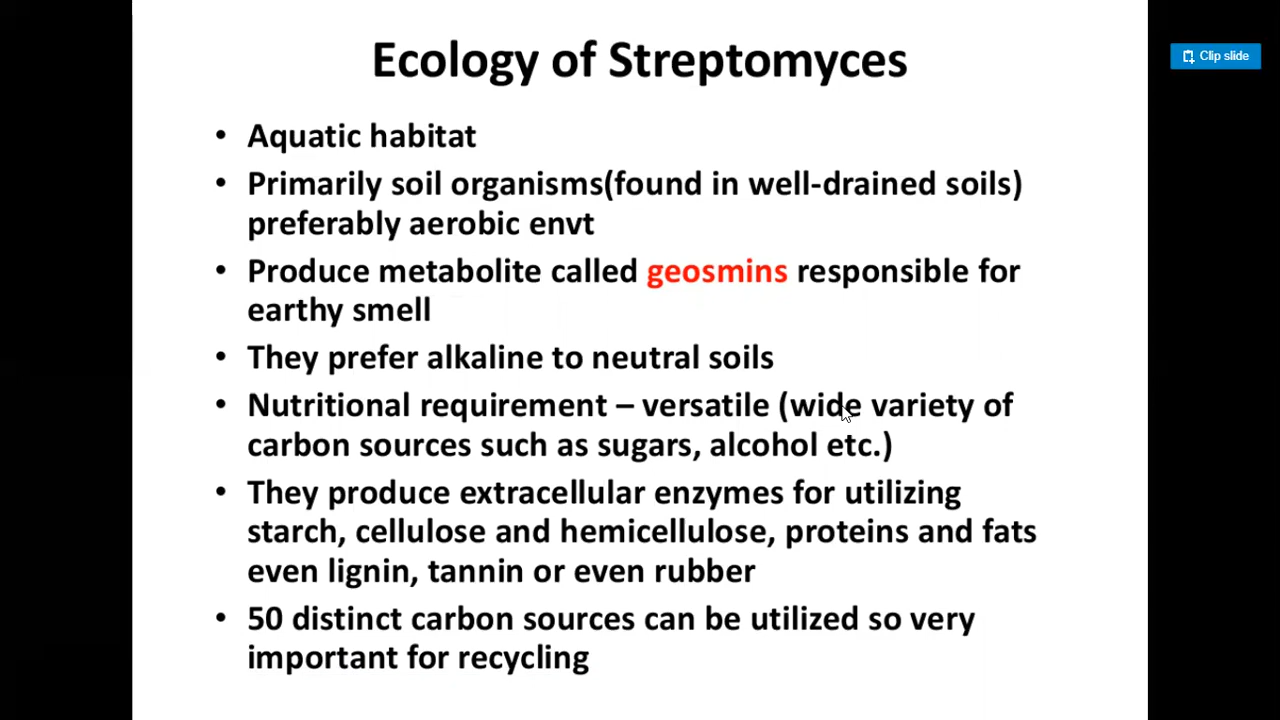 Ecology of Streptomyces
Clip slide
• Aquatic habitat
• Primarily soil organisms(found in well-drained soils)
preferably aerobic envt
• Produce metabolite called geosmins responsible for
earthy smell
• They prefer alkaline to neutral soils
• Nutritional requirement – versatile (wide variety of
carbon sources such as sugars, alcohol etc.)
• They produce extracellular enzymes for utilizing
starch, cellulose and hemicellulose, proteins and fats
even lignin, tannin or even rubber
• 50 distinct carbon sources can be utilized so very
important for recycling